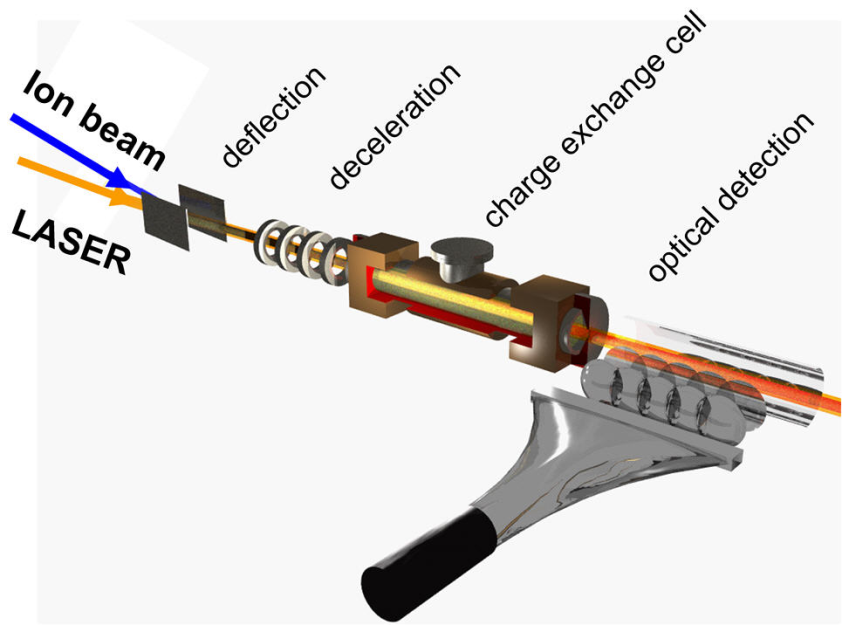 Ion beam
LASER
deflection
deceleration
charge exchange cell
optical detection